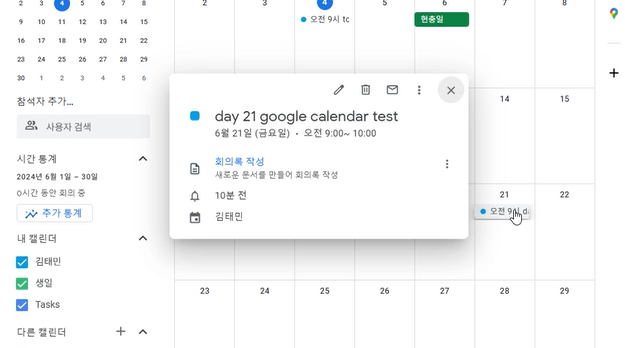 2 3 4 5 6 7 8
9 10 11 12 13 14 15
16 17 18 19 20 21 22
23 24 25 26 27 28 29
30 1 2 3 4 5 6
참석자 추가...
사용자 검색
시간 통계
2024년 6월 1일 – 30일
0시간 동안 회의 중
추가 통계
내 캘린더
김태민
생일
Tasks
다른 캘린더
2 3 4 5 6 7 8
오전 9시
현충일
day 21 google calendar test
6월 21일 (금요일) • 오전 9:00~ 10:00
회의록 작성
새로운 문서를 만들어 회의록 작성
10분 전
김태민
14 15
21 22
오전 9시
23 24 25 26 27 28 29